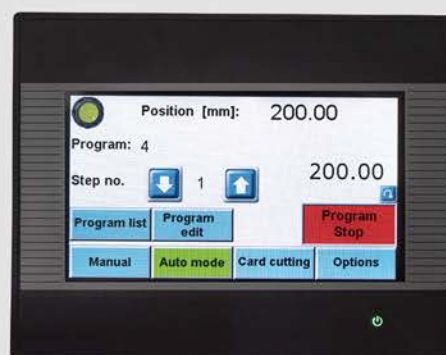 Position [mm]: 200.00
Program: 4
Step no. 1 200.00
Program list Program edit Program Stop
Manual Auto mode Card cutting Options